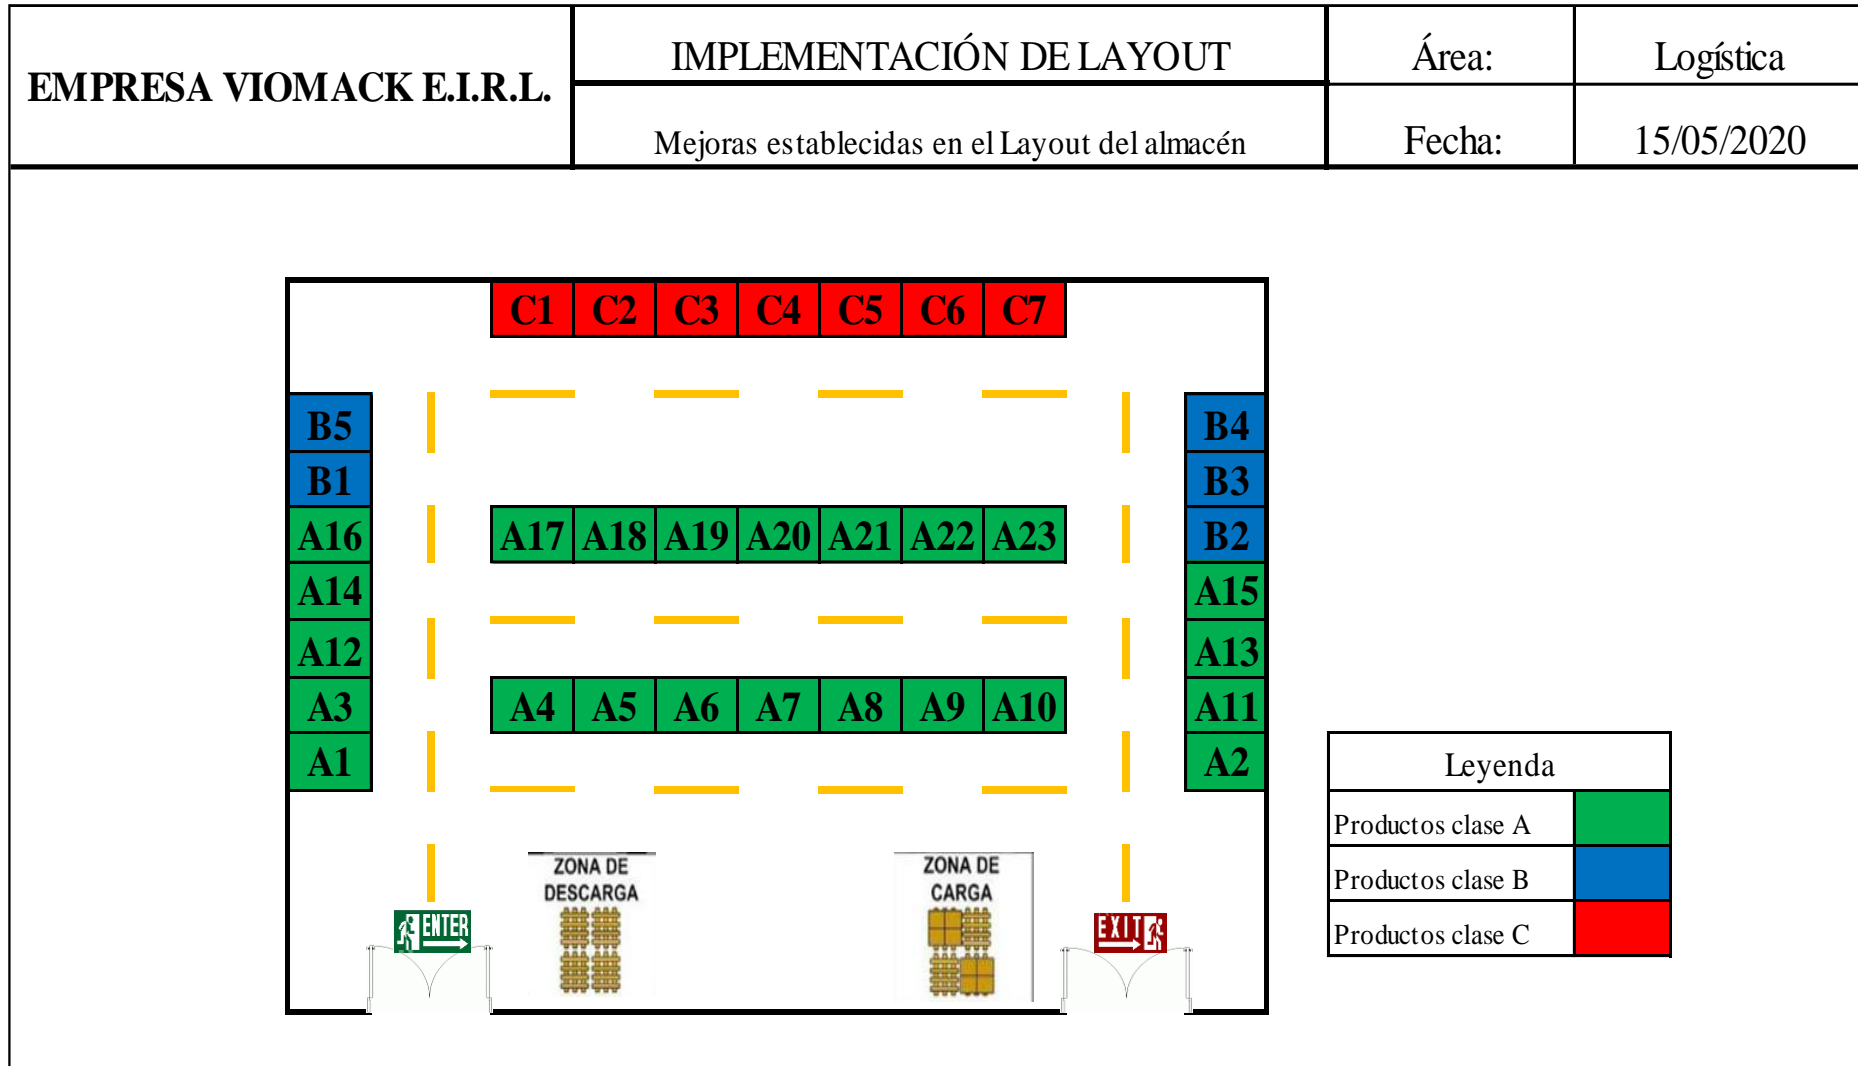 EMPRESA VIOMACK E.I.R.L.
IMPLEMENTACIÓN DE LAYOUT
Área:
Logística
Mejoras establecidas en el Layout del almacén
Fecha:
15/05/2020
C1 C2 C3 C4 C5 C6 C7
B5
B4
B1
B3
A16
A17 A18 A19 A20 A21 A22 A23
B2
A14
A15
A12
A13
A3
A4 A5 A6 A7 A8 A9 A10
A11
A1
A2
Leyenda
Productos clase A
Productos clase B
Productos clase C
ZONA DE
DESCARGA
ZONA DE
CARGA
ENTER
EXIT